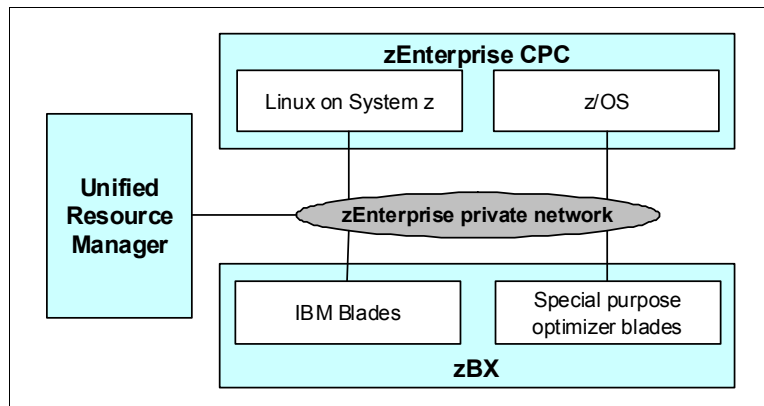 zEnterprise CPC
Linux on System z
z/OS
Unified
Resource
Manager
zEnterprise private network
IBM Blades
Special purpose
optimizer blades
zBX